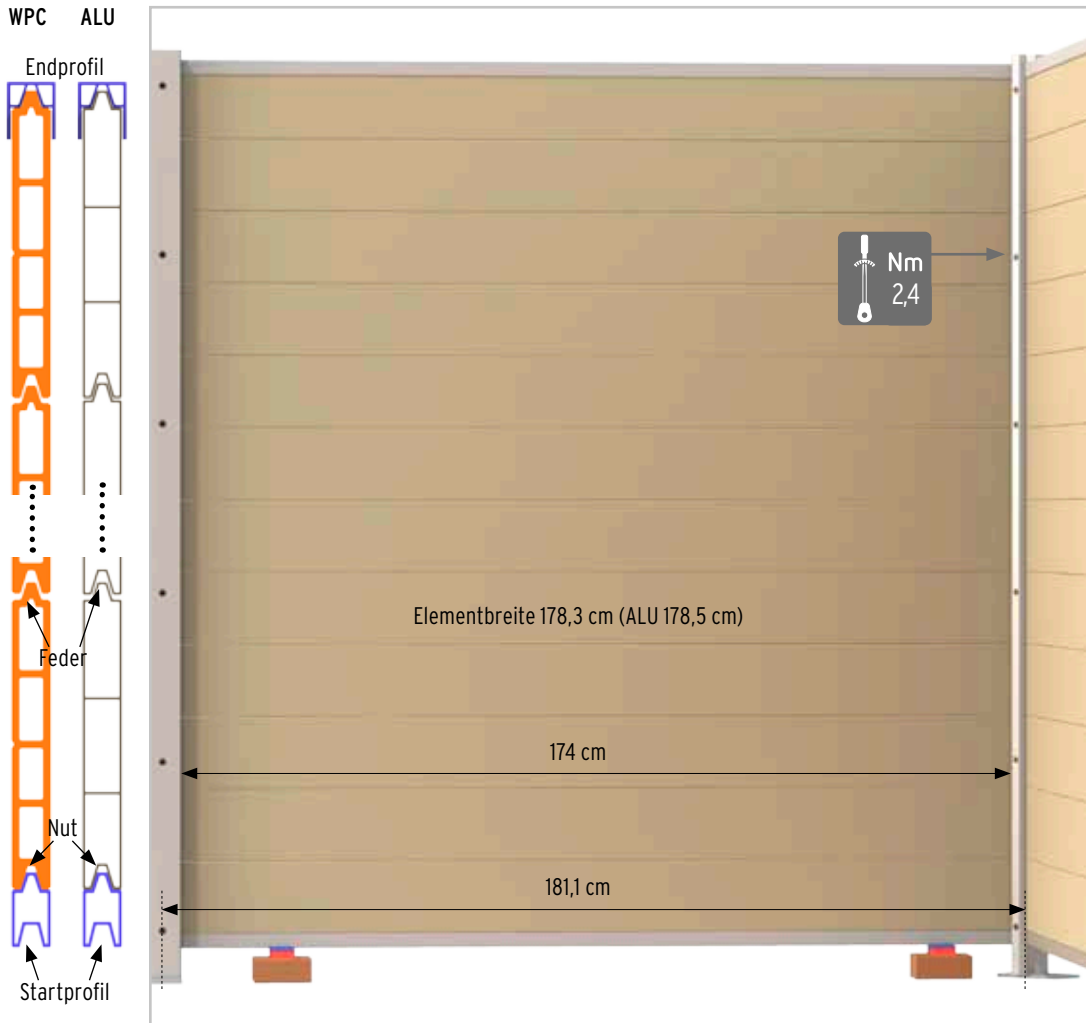 WPC ALU
Endprofil
Nm
2,4
Elementbreite 178,3 cm (ALU 178,5 cm)
Feder
174 cm
Nut
181,1 cm
Startprofil